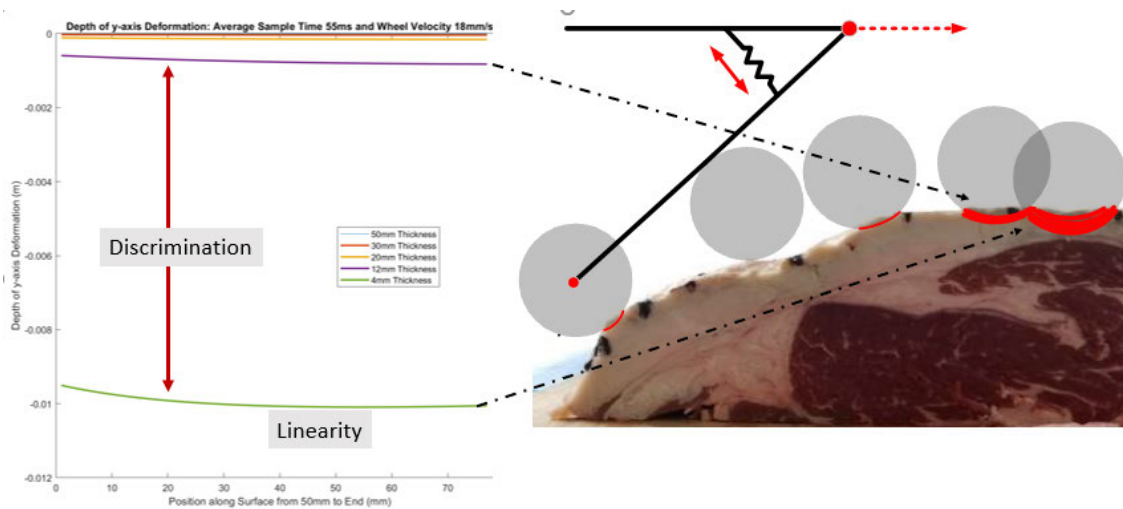 Depth of y-axis Deformation: Average Sample Time 55ms and Wheel Velocity 18mm/s
0
-0.002
-0.004
-0.006
-0.008
-0.01
-0.012
Depth of y-axis Deformation (m)
Discrimination
50mm Thickness
30mm Thickness
20mm Thickness
12mm Thickness
4mm Thickness
Linearity
0
10
20
30
40
50
60
70
Position along Surface from 50mm to End (mm)